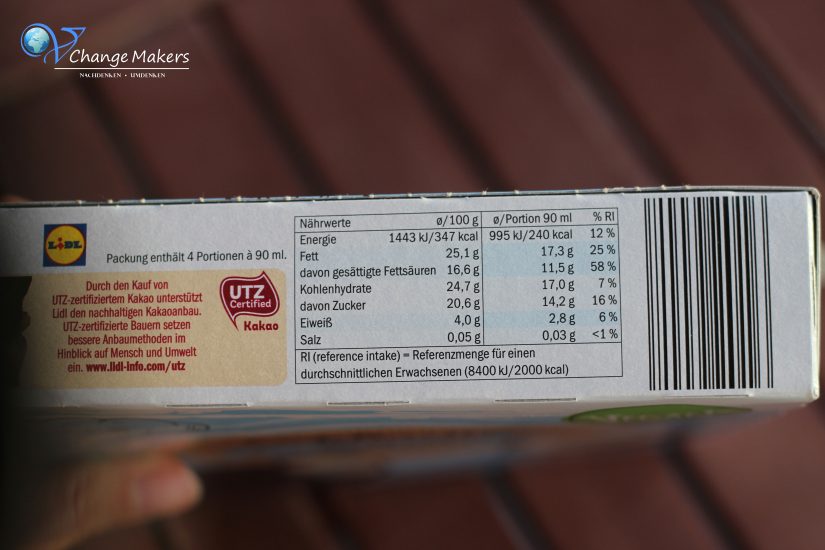 Change Makers
NACHDENKEN • UMDENKEN
LIDL
Packung enthält 4 Portionen à 90 ml.
Durch den Kauf von
UTZ-zertifiziertem Kakao unterstützt
Lidl den nachhaltigen Kakaoanbau.
UTZ-zertifizierte Bauern setzen
bessere Anbaumethoden im
Hinblick auf Mensch und Umwelt
ein. www.lidl-info.com/utz
UTZ
Certified
Kakao
Nährwerte ø/100 g ø/Portion 90 ml % RI
Energie 1443 kJ/347 kcal 995 kJ/240 kcal 12 %
Fett 25,1 g 17,3 g 25 %
davon gesättigte Fettsäuren 16,6 g 11,5 g 58 %
Kohlenhydrate 24,7 g 17,0 g 7 %
davon Zucker 20,6 g 14,2 g 16 %
Eiweiß 4,0 g 2,8 g 6 %
Salz 0,05 g 0,03 g <1 %
RI (reference intake) = Referenzmenge für einen
durchschnittlichen Erwachsenen (8400 kJ/2000 kcal)